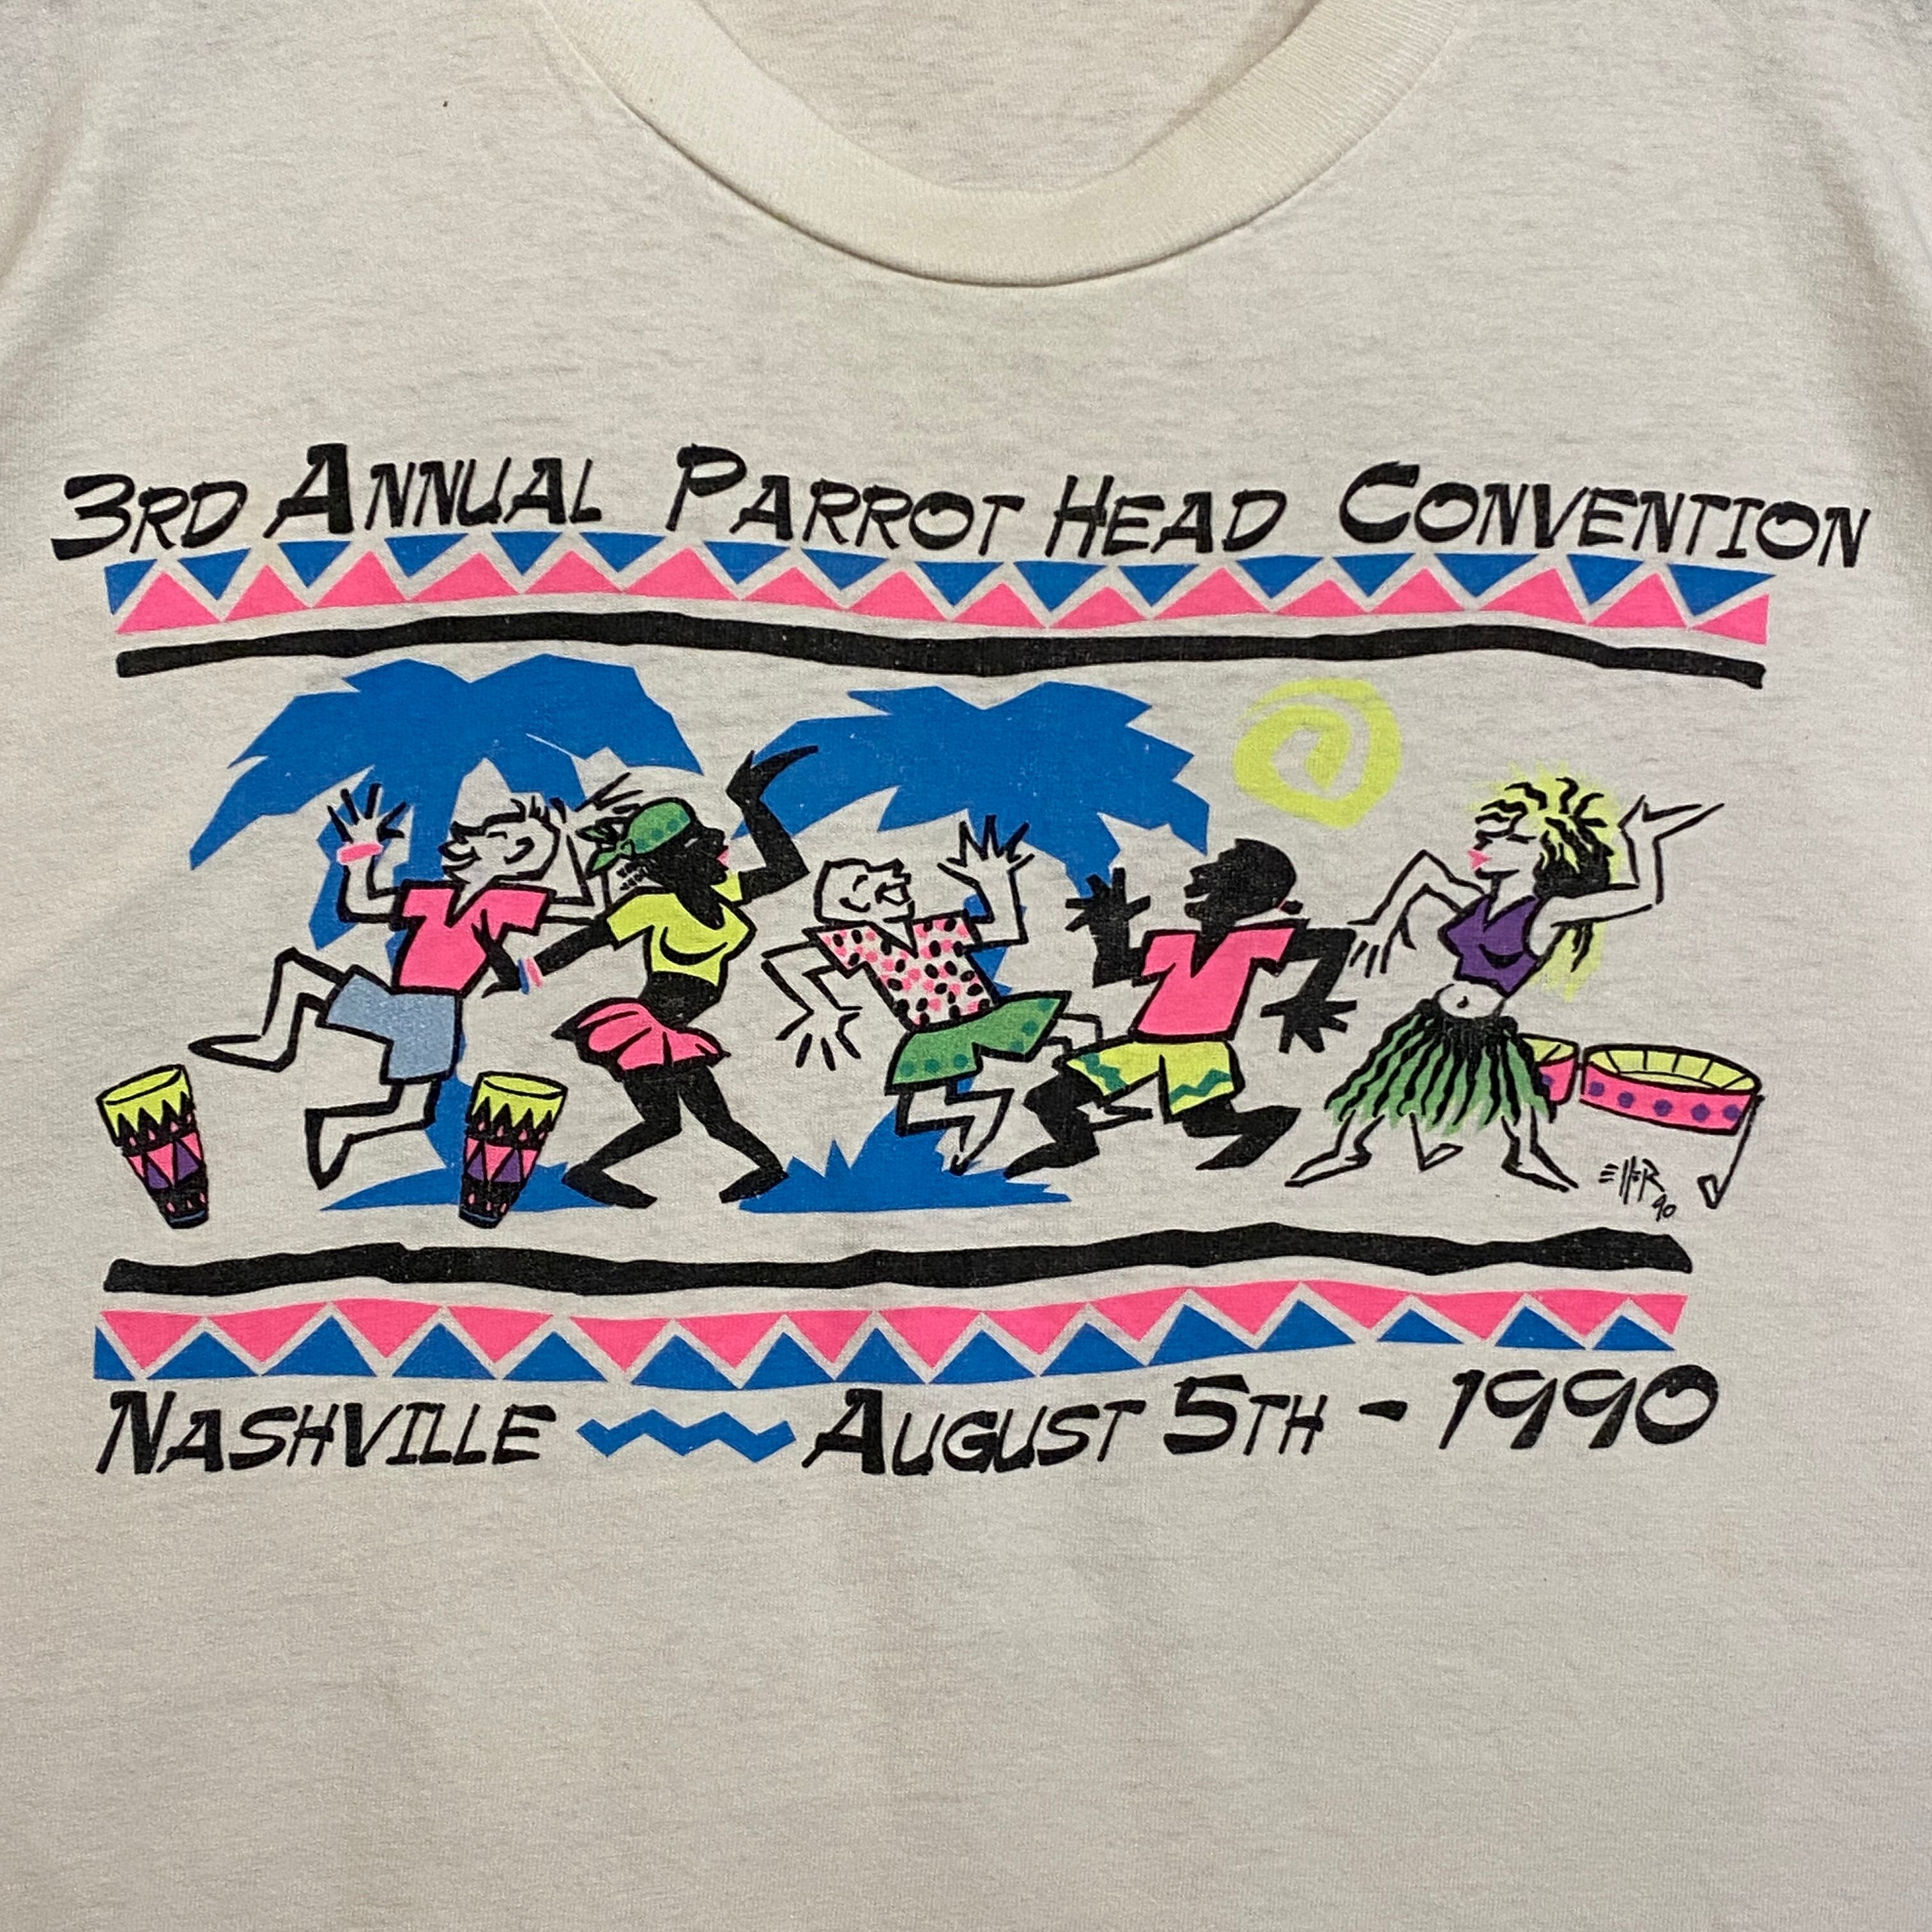 3RD ANNUAL PARROT HEAD CONVENTION
NASHVILLE AUGUST 5TH - 1990